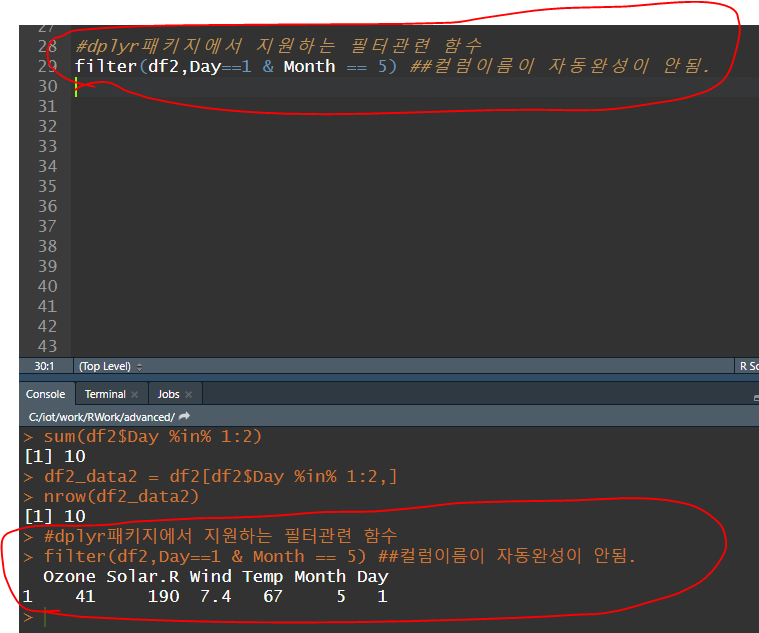 27
28 #dplyr패키지에서 지원하는 필터관련 함수
29 filter(df2,Day==1 & Month == 5) ##컬럼이름이 자동완성이 안됨.
30
31
32
33
34
35
36
37
38
39
40
41
42
43
30:1 (Top Level) R Sc
Console Terminal Jobs
C:/iot/work/RWork/advanced/
> sum(df2$Day %in% 1:2)
[1] 10
> df2_data2 = df2[df2$Day %in% 1:2,]
> nrow(df2_data2)
[1] 10
> #dplyr패키지에서 지원하는 필터관련 함수
> filter(df2,Day==1 & Month == 5) ##컬럼이름이 자동완성이 안됨.
Ozone Solar.R Wind Temp Month Day
1 41 190 7.4 67 5 1
>